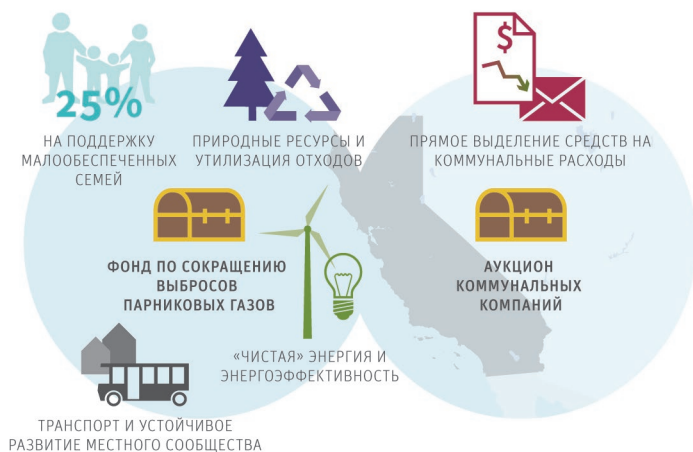 25%
НА ПОДДЕРЖКУ
МАЛООБЕСПЕЧЕННЫХ
СЕМЕЙ
ПРИРОДНЫЕ РЕСУРСЫ И
УТИЛИЗАЦИЯ ОТХОДОВ
$
ПРЯМОЕ ВЫДЕЛЕНИЕ СРЕДСТВ НА
КОММУНАЛЬНЫЕ РАСХОДЫ
ФОНД ПО СОКРАЩЕНИЮ
ВЫБРОСОВ
ПАРНИКОВЫХ ГАЗОВ
АУКЦИОН
КОММУНАЛЬНЫХ
КОМПАНИЙ
«ЧИСТАЯ» ЭНЕРГИЯ И
ЭНЕРГОЭФФЕКТИВНОСТЬ
ТРАНСПОРТ И УСТОЙЧИВОЕ
РАЗВИТИЕ МЕСТНОГО СООБЩЕСТВА